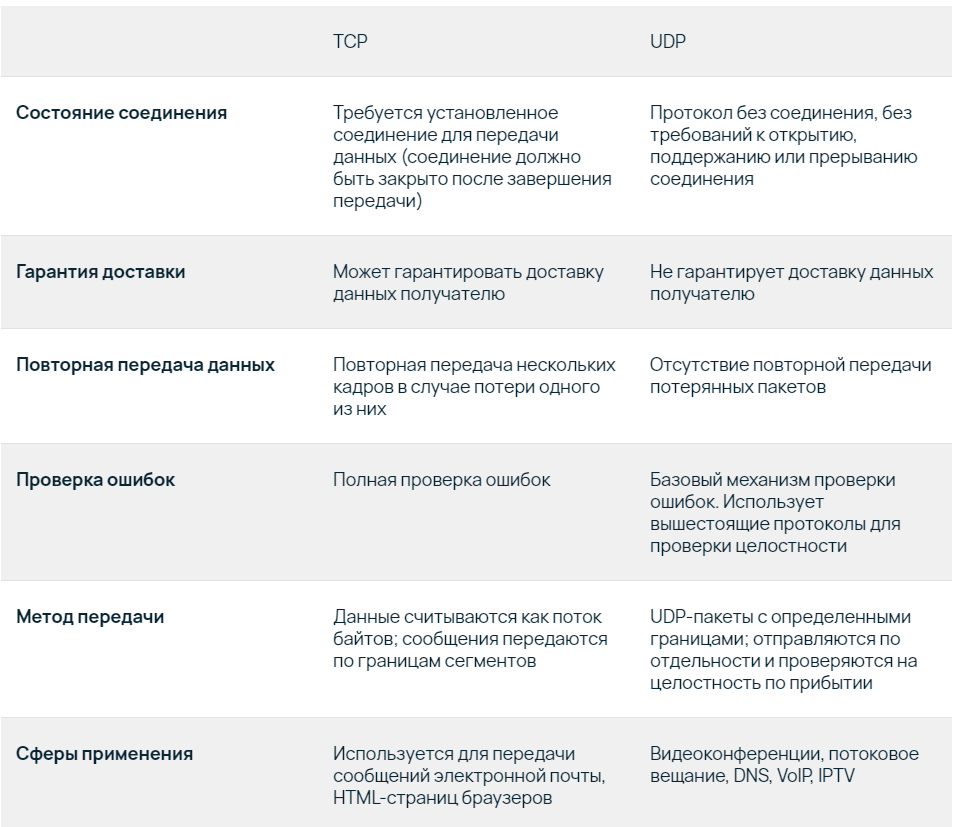 TCP
UDP
Состояние соединения
Требуется установленное
соединение для передачи
данных (соединение должно
быть закрыто после завершения
передачи)
Протокол без соединения, без
требований к открытию,
поддержанию или прерыванию
соединения
Гарантия доставки
Может гарантировать доставку
данных получателю
Не гарантирует доставку данных
получателю
Повторная передача данных
Повторная передача нескольких
кадров в случае потери одного
из них
Отсутствие повторной передачи
потерянных пакетов
Проверка ошибок
Полная проверка ошибок
Базовый механизм проверки
ошибок. Использует
вышестоящие протоколы для
проверки целостности
Метод передачи
Данные считываются как поток
байтов; сообщения передаются
по границам сегментов
UDP-пакеты с определенными
границами; отправляются по
отдельности и проверяются на
целостность по прибытии
Сферы применения
Используется для передачи
сообщений электронной почты,
HTML-страниц браузеров
Видеоконференции, потоковое
вещание, DNS, VoIP, IPTV